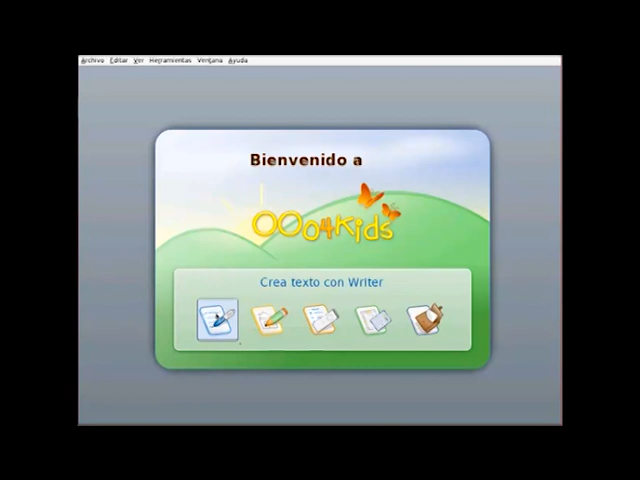 Archivo Editar Ver Herramientas Ventana Ayuda
Bienvenido a
OOo4Kids
Crea texto con Writer